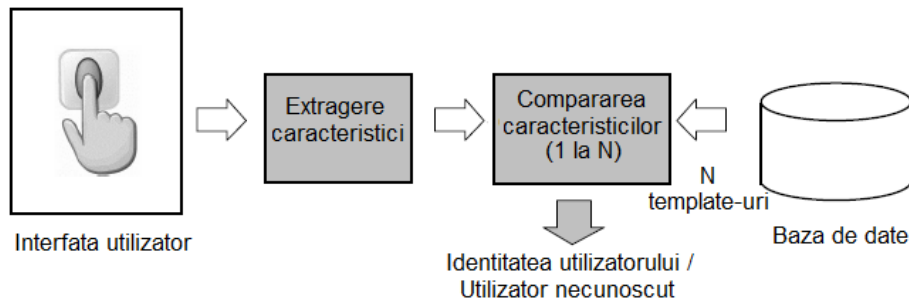 Extragere
caracteristici
Compararea
caracteristicilor
(1 la N)
N
template-uri
Interfata utilizator
Baza de date
Identitatea utilizatorului /
Utilizator necunoscut